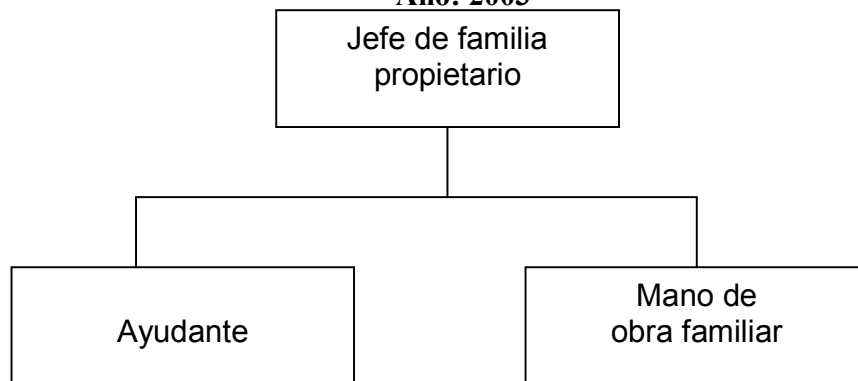 Año: 2005
Jefe de familia
propietario
Ayudante
Mano de
obra familiar